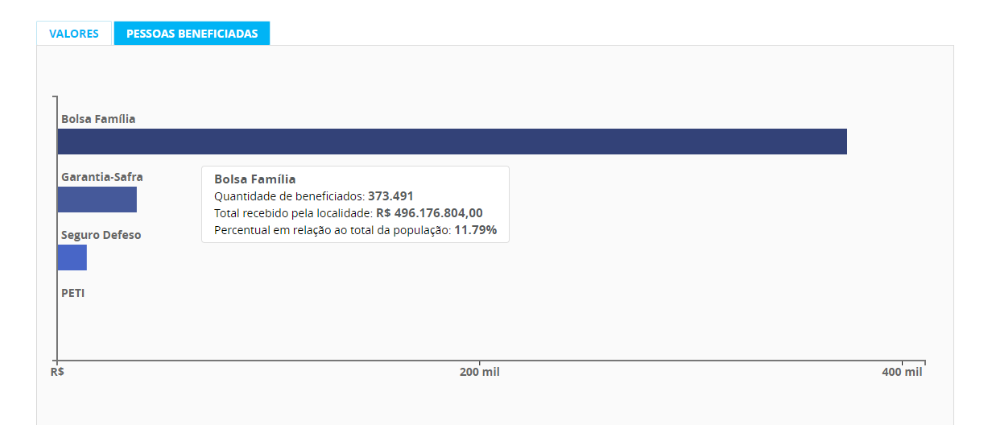 VALORES PESSOAS BENEFICIADAS
Bolsa Família
Garantia-Safra
Bolsa Família
Quantidade de beneficiados: 373.491
Total recebido pela localidade: R$ 496.176.804,00
Percentual em relação ao total da população: 11.79%
Seguro Defeso
PETI
R$ 200 mil 400 mil